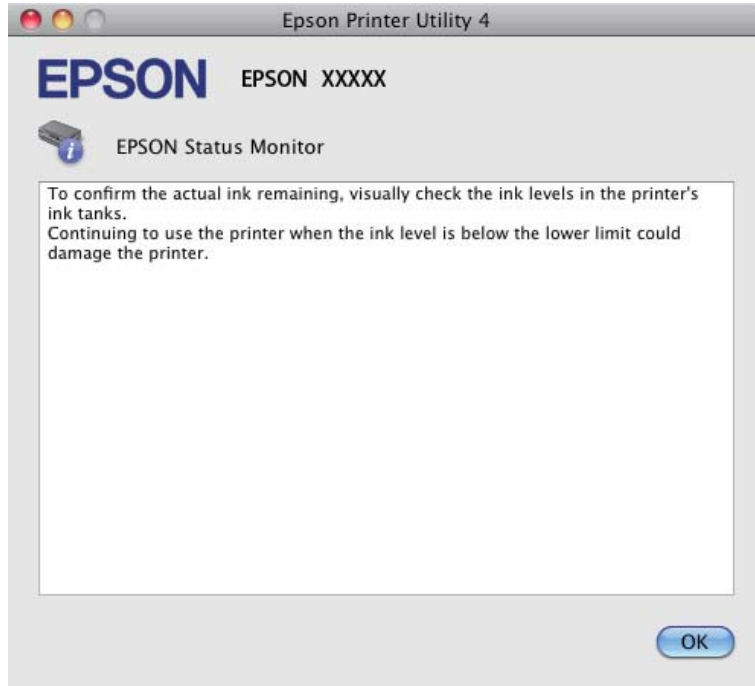 Epson Printer Utility 4
EPSON EPSON XXXXX
EPSON Status Monitor
To confirm the actual ink remaining, visually check the ink levels in the printer's
ink tanks.
Continuing to use the printer when the ink level is below the lower limit could
damage the printer.
OK